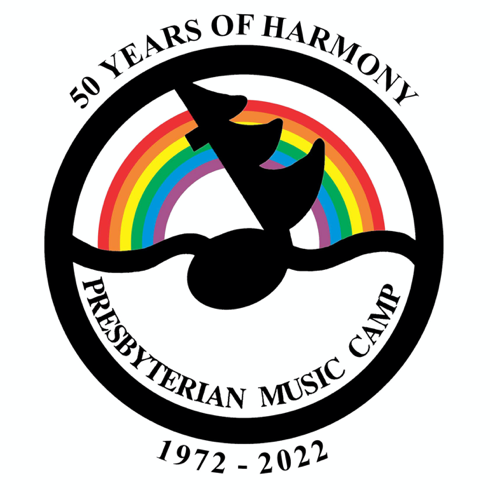 50 YEARS OF HARMONY
PRESBYTERIAN MUSIC CAMP
1972 - 2022